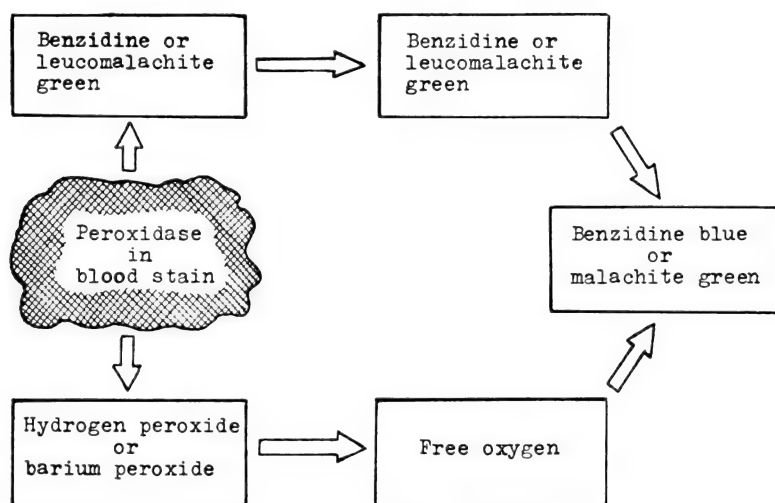 Benzidine or
leucomalachite
green
Benzidine or
leucomalachite
green
Peroxidase
in
blood stain
Benzidine blue
or
malachite green
Hydrogen peroxide
or
barium peroxide
Free oxygen